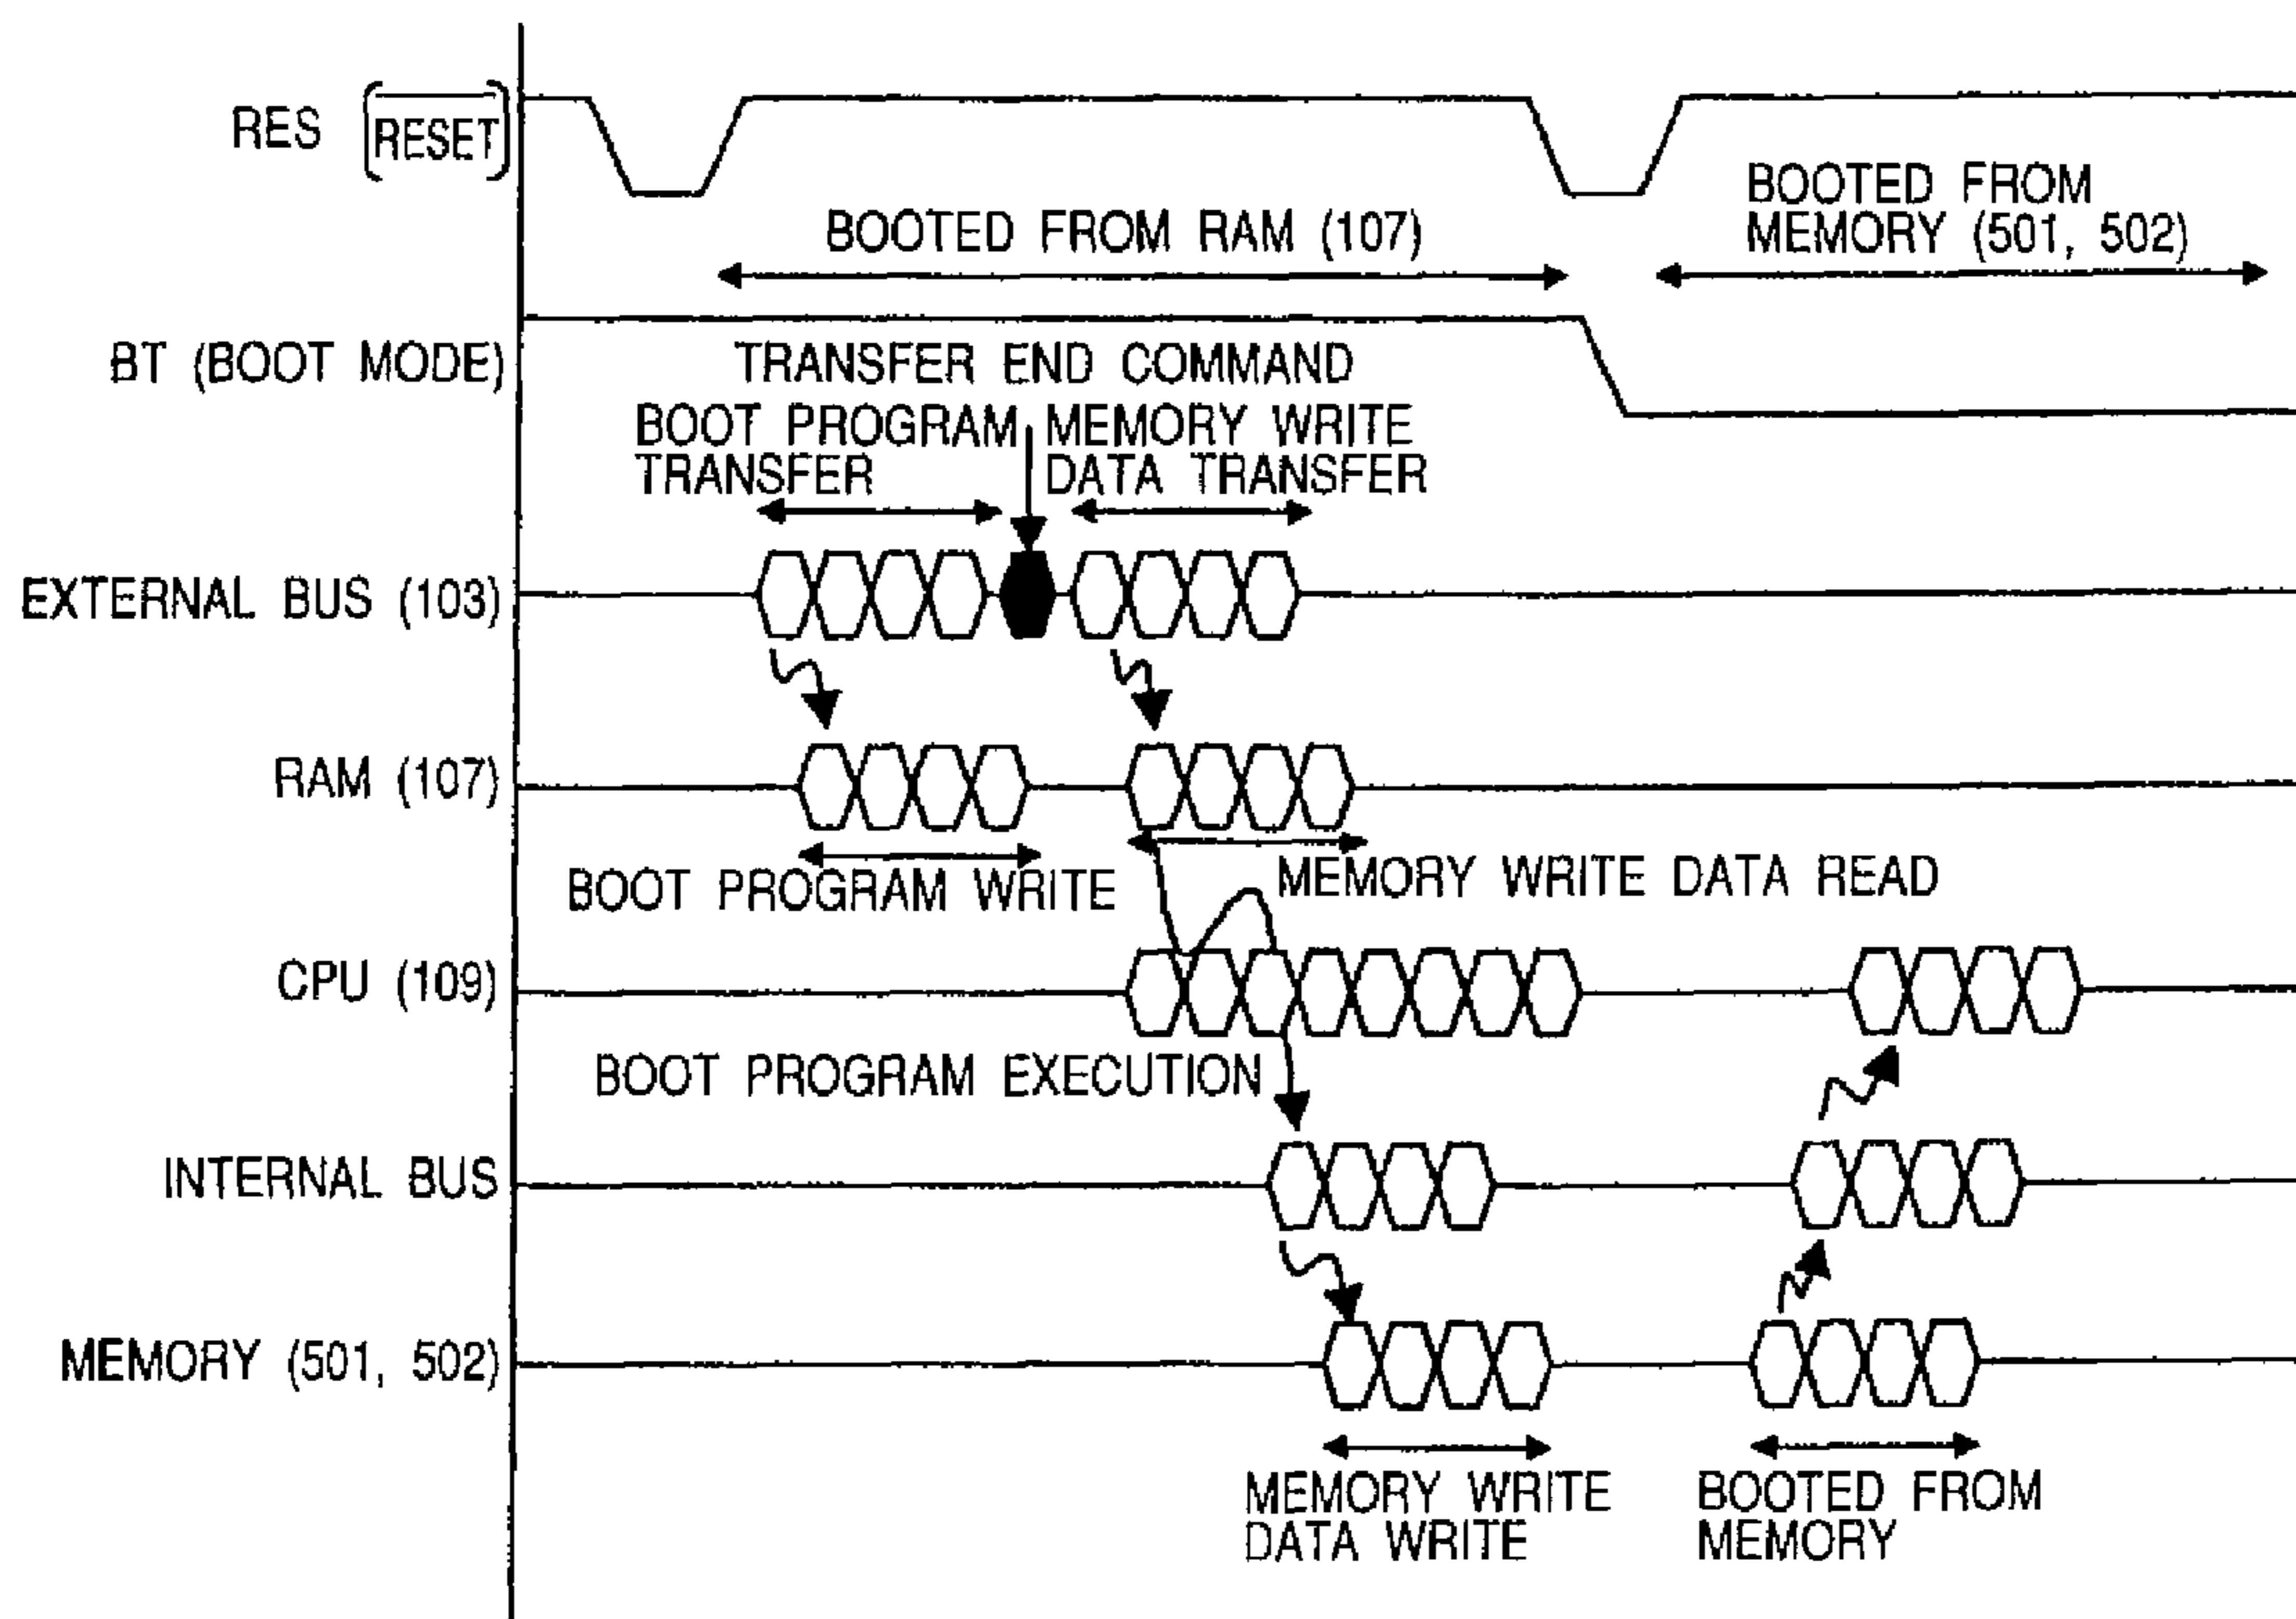 RES (RESET)
BOOTED FROM RAM (107)
BOOTED FROM
MEMORY (501, 502)
BT (BOOT MODE)
TRANSFER END COMMAND
BOOT PROGRAM
TRANSFER
MEMORY WRITE
DATA TRANSFER
EXTERNAL BUS (103)
RAM (107)
BOOT PROGRAM WRITE
MEMORY WRITE DATA READ
CPU (109)
BOOT PROGRAM EXECUTION
INTERNAL BUS
MEMORY (501, 502)
MEMORY WRITE
DATA WRITE
BOOTED FROM
MEMORY